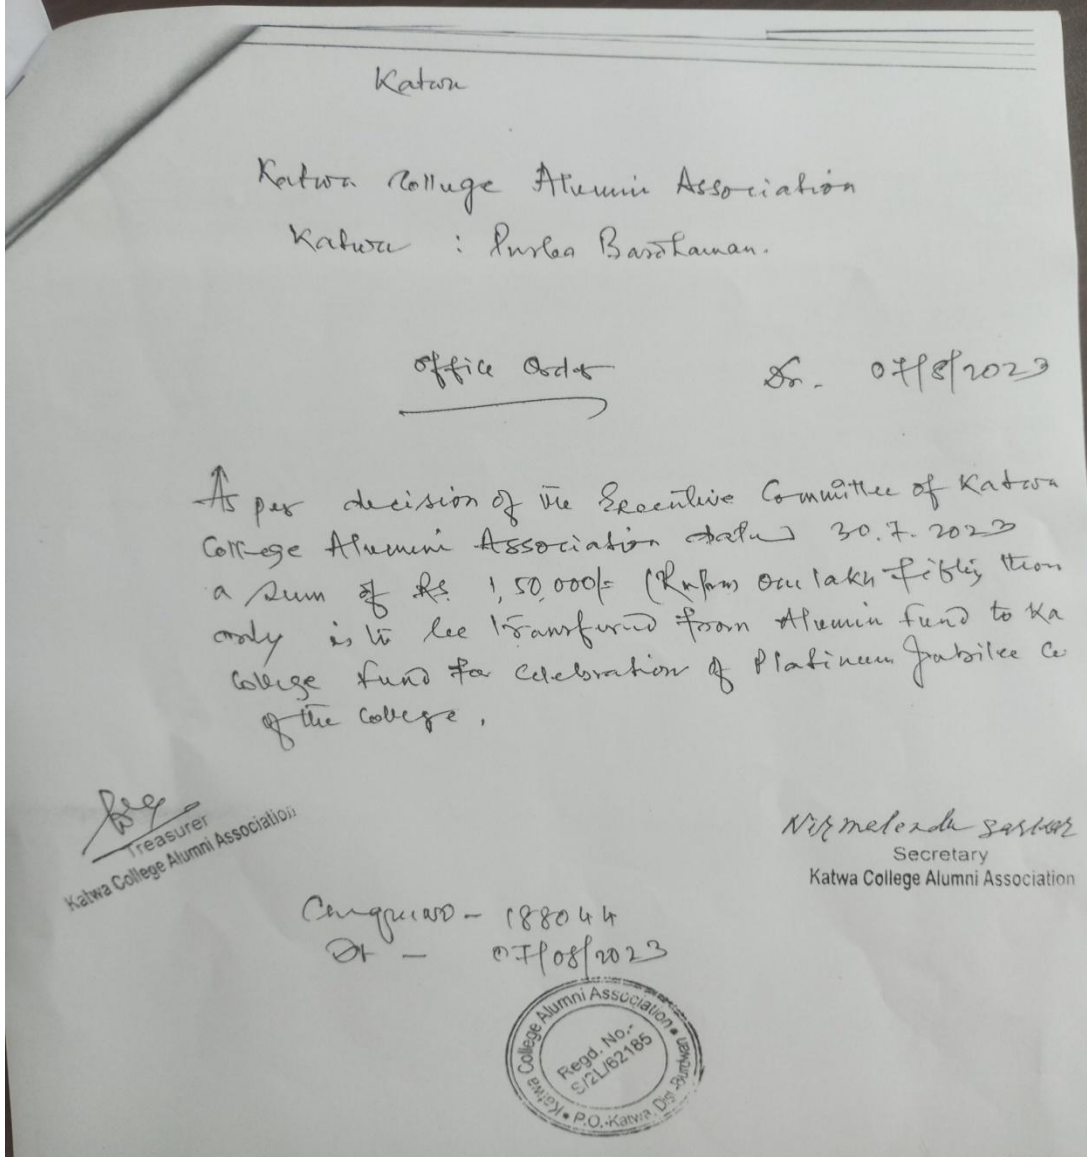 Katwa
Katwa College Alumni Association
Katwa : Purba Bardhaman.
Office Order
Dt. 07/8/2023
As per decision of the Executive Committee of Katwa
College Alumni Association dated 30.7.2023
a sum of Rs. 1,50,000/= (Rupees one lakh fifty thou
only is to be transferred from Alumni fund to Ka
College fund for celebration of Platinum Jubilee Ce
of the College.
Treasurer
Katwa College Alumni Association
Nirmalendu Sarkar
Secretary
Katwa College Alumni Association
188044
Dt - 07/08/2023
Katwa College Alumni Association • P.O.-Katwa, Dist.-Burdwan
Regd. No.-
S/2L/62185